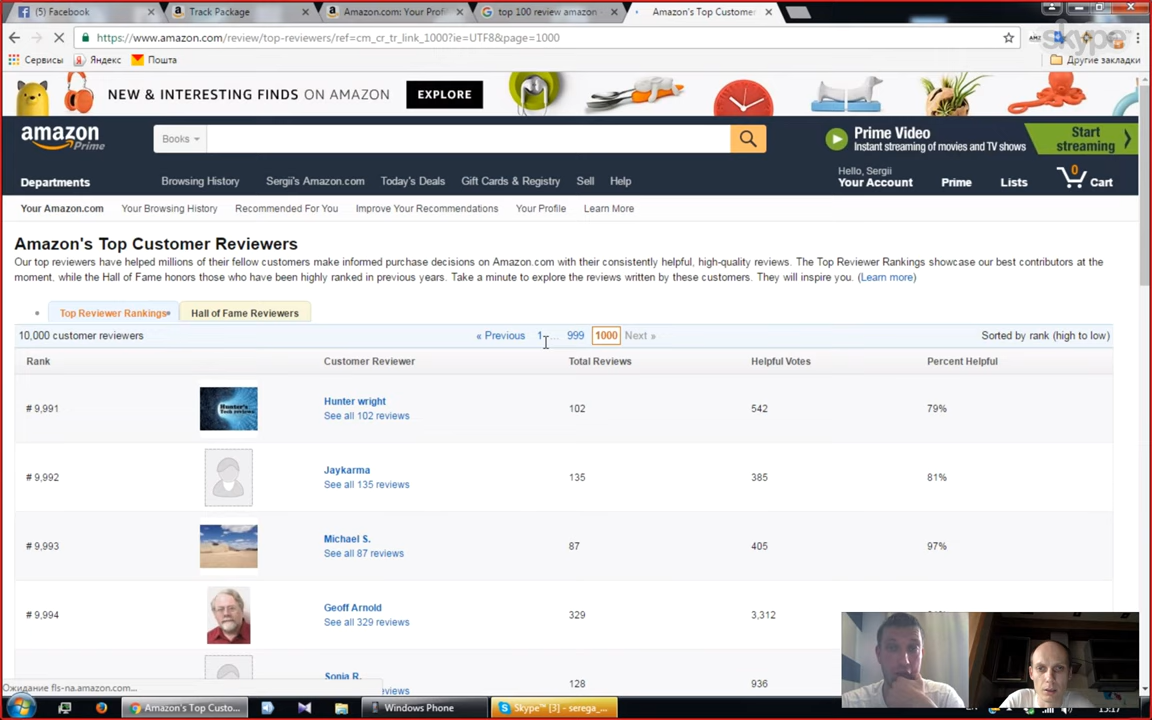 (5) Facebook
Track Package
Amazon.com: Your Profi
top 100 review amazon
Amazon's Top Customer
https://www.amazon.com/review/top-reviewers/ref=cm_cr_tr_link_1000?ie=UTF8&page=1000
skype
Сервисы
Яндекс
Почта
Другие закладки
NEW & INTERESTING FINDS ON AMAZON
EXPLORE
amazon
Prime
Books
Prime Video
Instant streaming of movies and TV shows
Start
streaming
Departments
Browsing History
Sergii's Amazon.com
Today's Deals
Gift Cards & Registry
Sell
Help
Hello, Sergii
Your Account
Prime
Lists
0
Cart
Your Amazon.com
Your Browsing History
Recommended For You
Improve Your Recommendations
Your Profile
Learn More
Amazon's Top Customer Reviewers
Our top reviewers have helped millions of their fellow customers make informed purchase decisions on Amazon.com with their consistently helpful, high-quality reviews. The Top Reviewer Rankings showcase our best contributors at the
moment, while the Hall of Fame honors those who have been highly ranked in previous years. Take a minute to explore the reviews written by these customers. They will inspire you. (Learn more)
Top Reviewer Rankings
Hall of Fame Reviewers
10,000 customer reviewers
« Previous 1 ... 999 1000 Next »
Sorted by rank (high to low)
Rank Customer Reviewer Total Reviews Helpful Votes Percent Helpful
# 9,991 Hunter wright 102 542 79%
See all 102 reviews
# 9,992 Jaykarma 135 385 81%
See all 135 reviews
# 9,993 Michael S. 87 405 97%
See all 87 reviews
# 9,994 Geoff Arnold 329 3,312
See all 329 reviews
Sonia R. 128 936
reviews
Ожидание fls-na.amazon.com...
Amazon's Top Custo...
Windows Phone
Skype™ [3] - serega_...
15:17